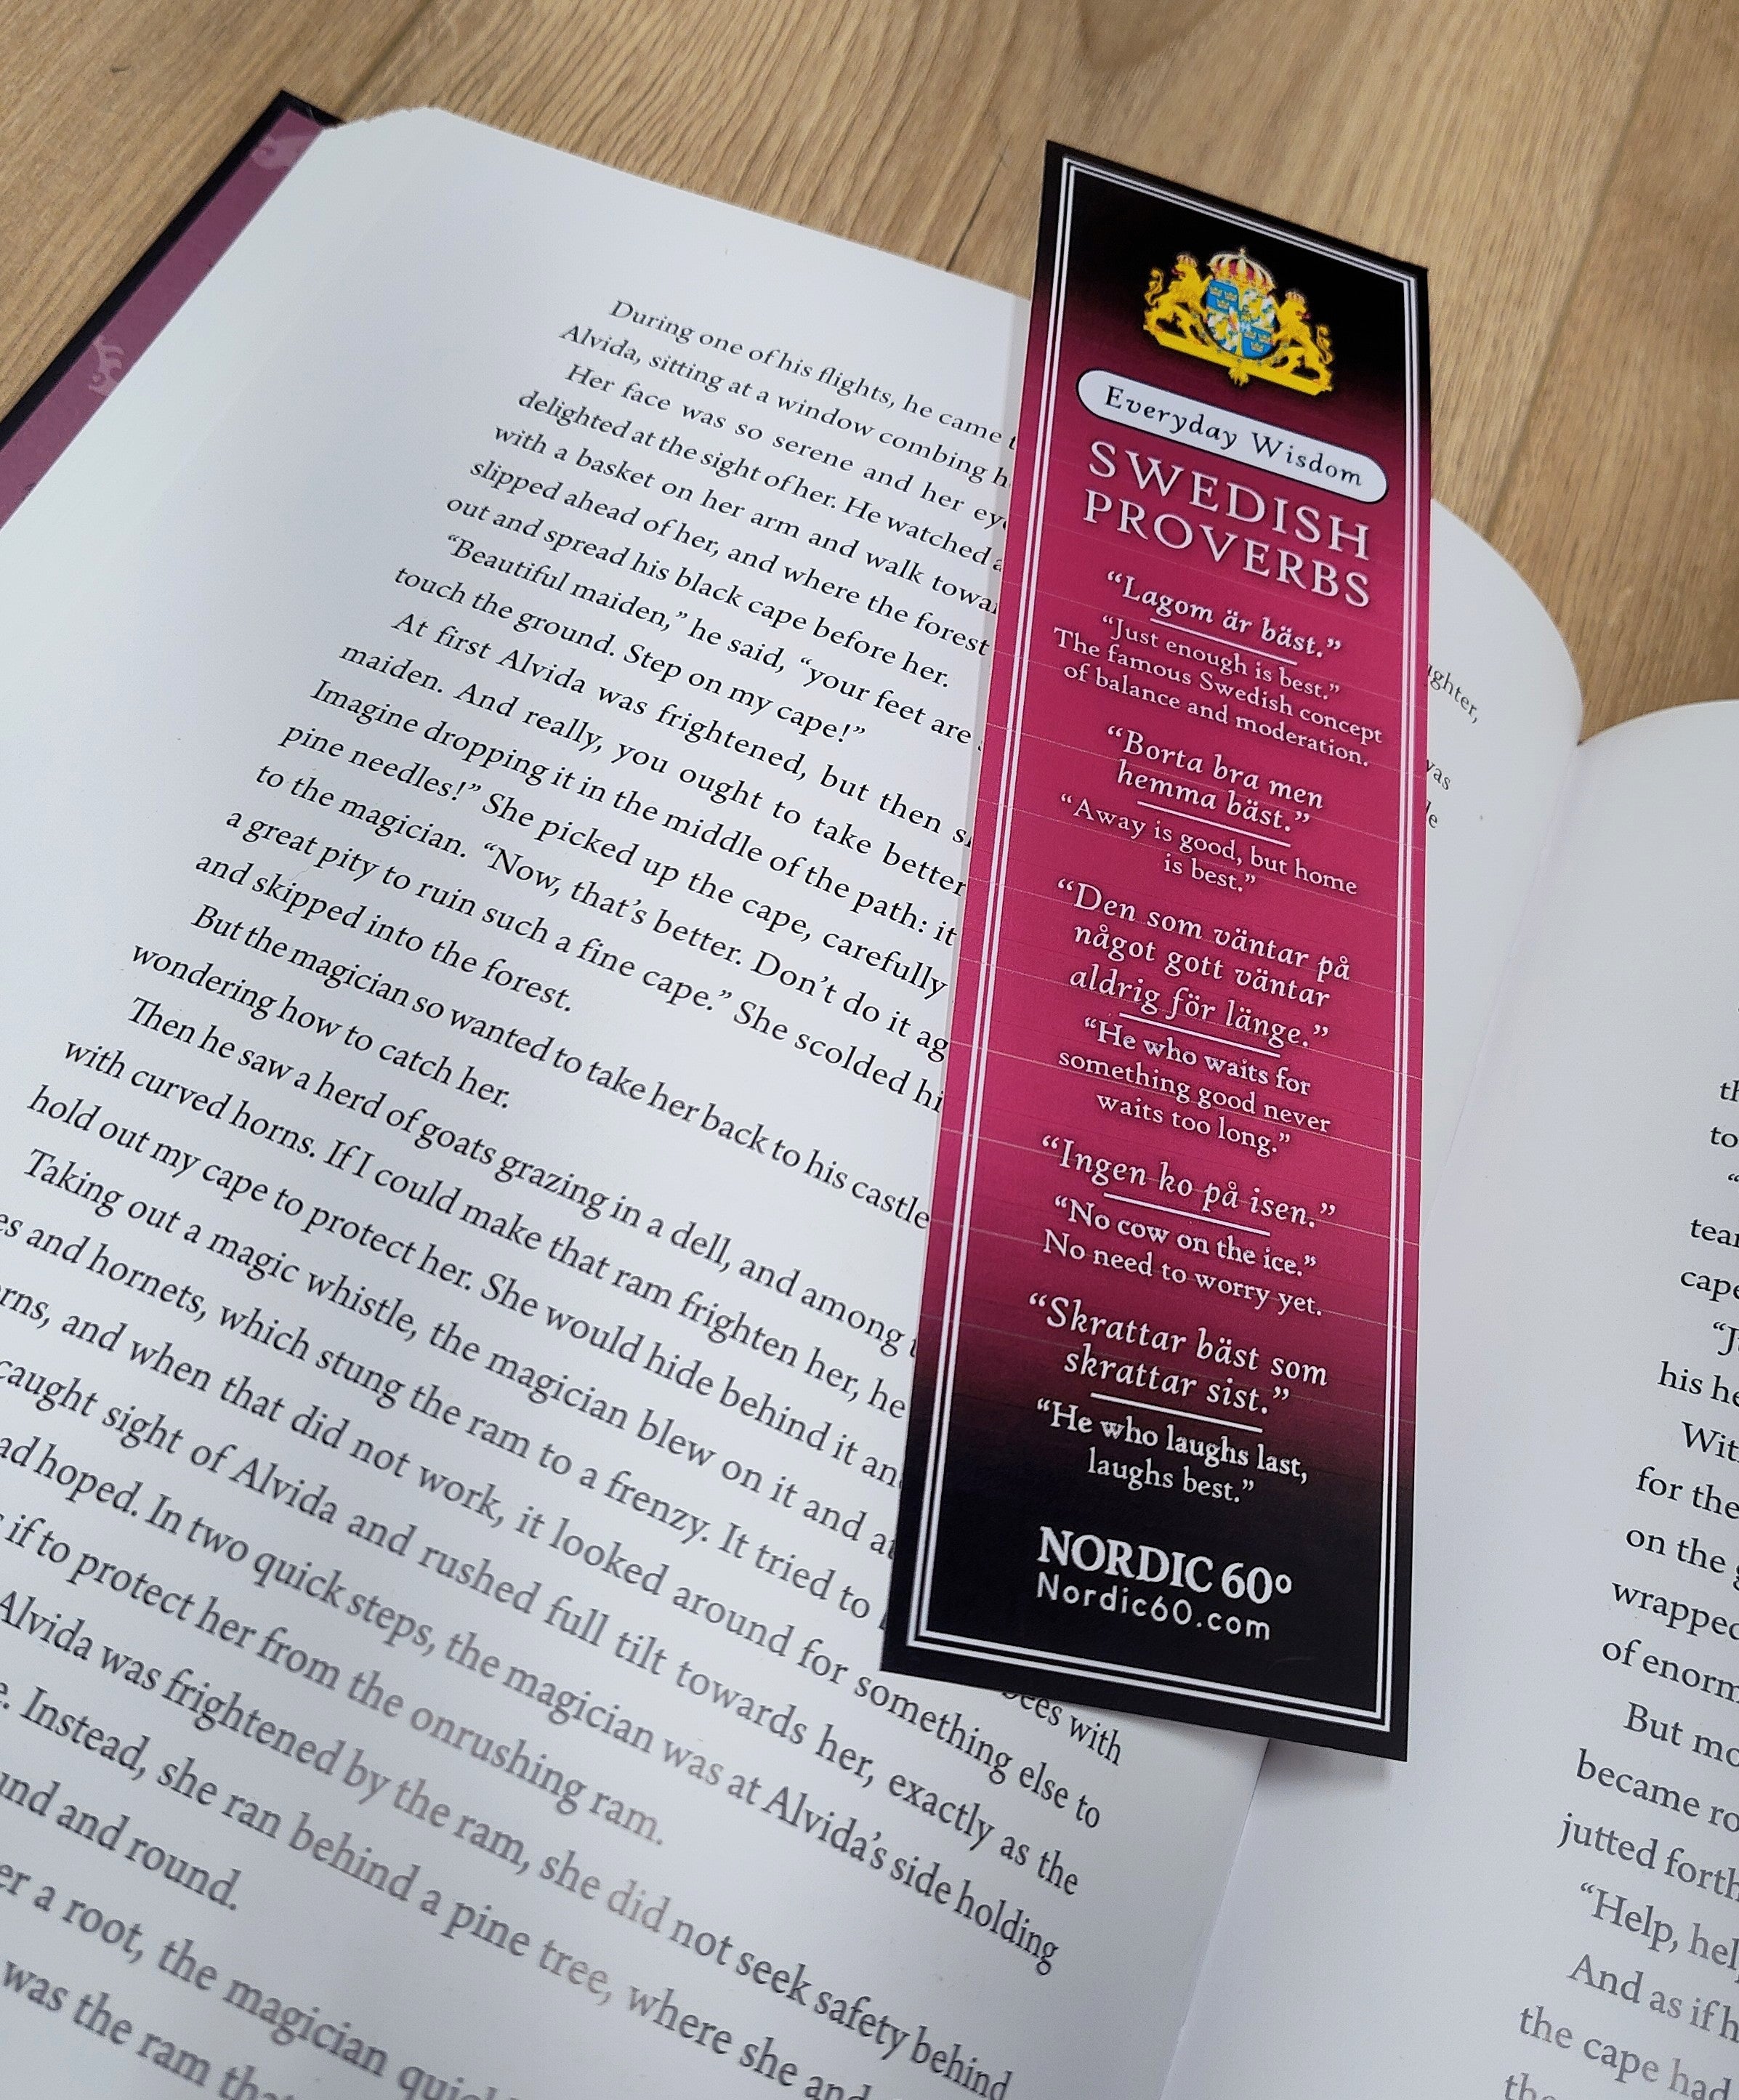 During one of his flights, he came
Alvida, sitting at a window combing
Her face was so serene and her
delighted at the sight of her. He watched
with a basket on her arm and walk
slipped ahead of her, and where the forest
out and spread his black cape before her.
“Beautiful maiden,” he said, “your feet are
touch the ground. Step on my cape!”
At first Alvida was frightened, but then
maiden. And really, you ought to take better
Imagine dropping it in the middle of the path: it
pine needles!” She picked up the cape, carefully
to the magician. “Now, that’s better. Don’t do it
a great pity to ruin such a fine cape.” She scolded
and skipped into the forest.
But the magician so wanted to take her back to his castle
wondering how to catch her.
Then he saw a herd of goats grazing in a dell, and among
with curved horns. If I could make that ram frighten her, he
hold out my cape to protect her. She would hide behind it
Taking out a magic whistle, the magician blew on it and
and hornets, which stung the ram to a frenzy. It tried to
bees with
and when that did not work, it looked around for something else to
caught sight of Alvida and rushed full tilt towards her, exactly as the
hoped. In two quick steps, the magician was at Alvida’s side holding
if to protect her from the onrushing ram.
Alvida was frightened by the ram, she did not seek safety behind
Instead, she ran behind a pine tree, where she and
and round.
a root, the magician
was the ram
Everyday Wisdom
SWEDISH
PROVERBS
“Lagom är bäst.”
“Just enough is best.”
The famous Swedish concept
of balance and moderation.
“Borta bra men
hemma bäst.”
“Away is good, but home
is best.”
“Den som väntar på
något gott väntar
aldrig för länge.”
“He who waits for
something good never
waits too long.”
“Ingen ko på isen.”
“No cow on the ice.”
No need to worry yet.
“Skrattar bäst som
skrattar sist.”
“He who laughs last,
laughs best.”
NORDIC 60°
Nordic60.com
to
his
for the
on the
wrapped
of
But
became
jutted forth
“Help,
And as if
the cape had